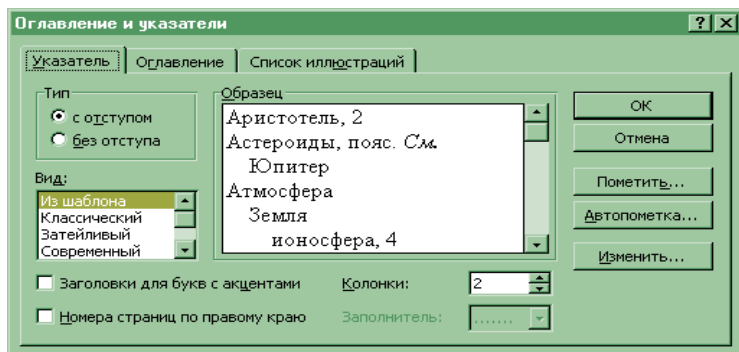 Оглавление и указатели
Указатель Оглавление Список иллюстраций
Тип
с отступом
без отступа
Вид:
Из шаблона
Классический
Затейливый
Современный
Образец
Аристотель, 2
Астероиды, пояс. См.
Юпитер
Атмосфера
Земля
ионосфера, 4
ОК
Отмена
Пометить...
Автопометка...
Изменить...
Заголовки для букв с акцентами
Колонки: 2
Номера страниц по правому краю
Заполнитель: .......